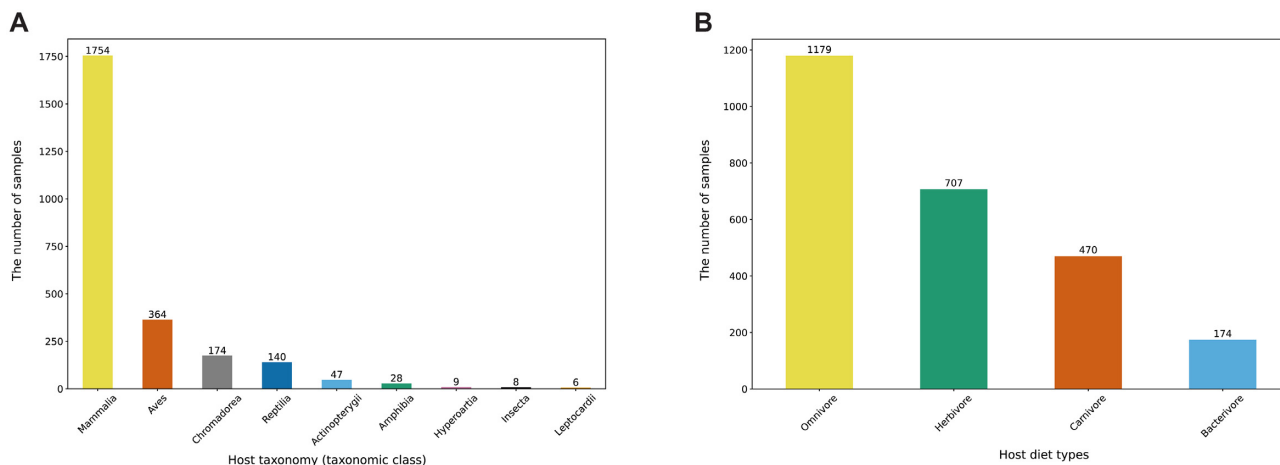 A
1754
1750
1500
1250
1000
750
500
250
0
The number of samples
364
174
140
47
28
9
8
6
Mammalia
Aves
Chromadorea
Reptilia
Actinopterygii
Amphibia
Hyperoartia
Insecta
Leptocardii
Host taxonomy (taxonomic class)
B
1179
1200
1000
800
600
400
200
0
The number of samples
707
470
174
Omnivore
Herbivore
Carnivore
Bacterivore
Host diet types